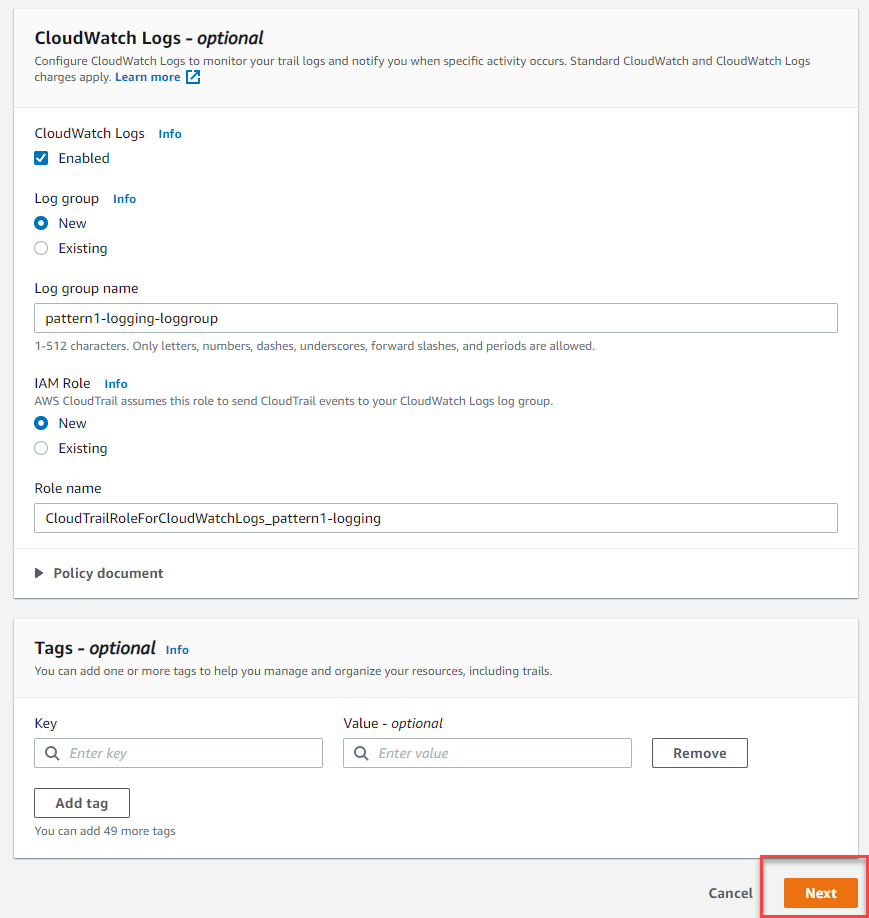 CloudWatch Logs - optional
Configure CloudWatch Logs to monitor your trail logs and notify you when specific activity occurs. Standard CloudWatch and CloudWatch Logs
charges apply. Learn more
CloudWatch Logs Info
Enabled
Log group Info
New
Existing
Log group name
pattern1-logging-loggroup
1-512 characters. Only letters, numbers, dashes, underscores, forward slashes, and periods are allowed.
IAM Role Info
AWS CloudTrail assumes this role to send CloudTrail events to your CloudWatch Logs log group.
New
Existing
Role name
CloudTrailRoleForCloudWatchLogs_pattern1-logging
Policy document
Tags - optional Info
You can add one or more tags to help you manage and organize your resources, including trails.
Key Value - optional
Enter key Enter value Remove
Add tag
You can add 49 more tags
Cancel Next